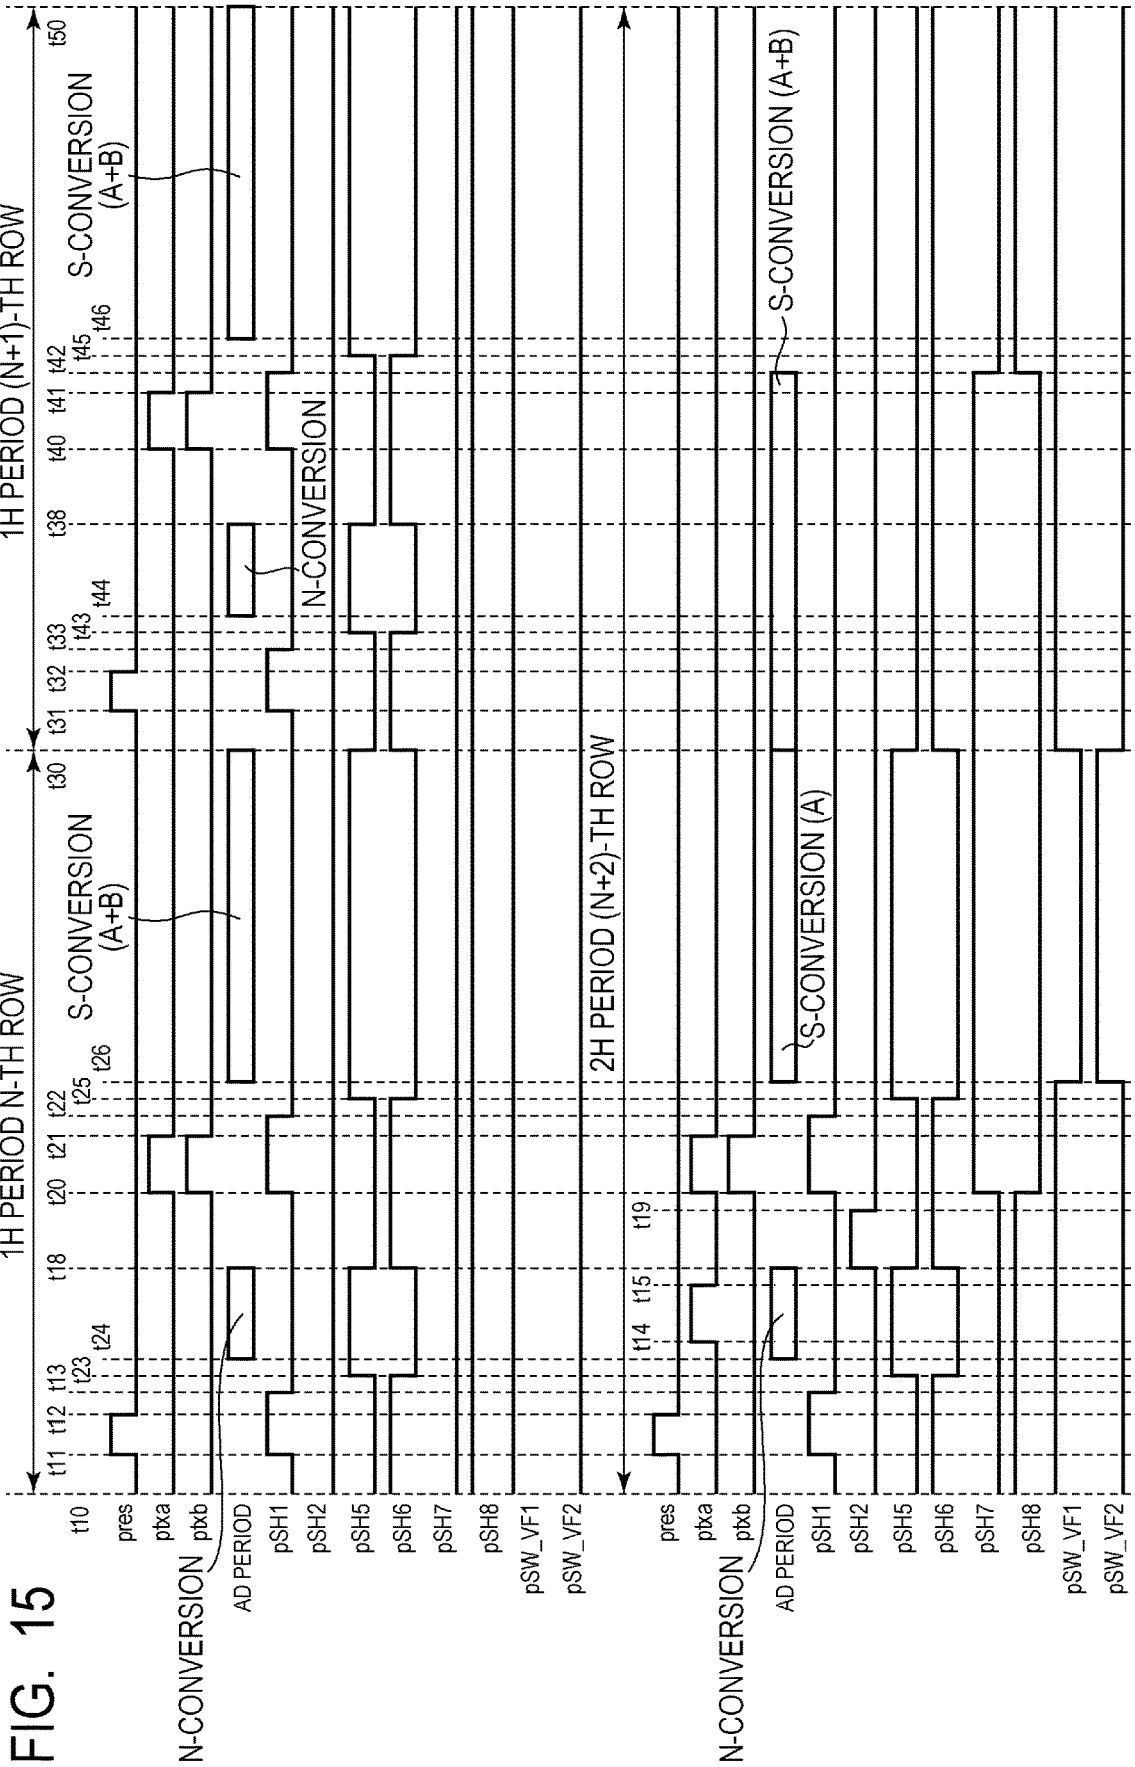 FIG. 15
1H PERIOD N-TH ROW
1H PERIOD (N+1)-TH ROW
t10
t11
t12
t13
t23
t24
t18
t20
t21
t22
t25
t26
t30
t31
t32
t33
t43
t44
t38
t40
t41
t42
t45
t46
t50
S-CONVERSION
(A+B)
S-CONVERSION
(A+B)
N-CONVERSION
N-CONVERSION
pres
ptxa
ptxb
AD PERIOD
pSH1
pSH2
pSH5
pSH6
pSH7
pSH8
pSW_VF1
pSW_VF2
2H PERIOD (N+2)-TH ROW
t14
t15
t19
N-CONVERSION
S-CONVERSION (A)
S-CONVERSION (A+B)
pres
ptxa
ptxb
AD PERIOD
pSH1
pSH2
pSH5
pSH6
pSH7
pSH8
pSW_VF1
pSW_VF2